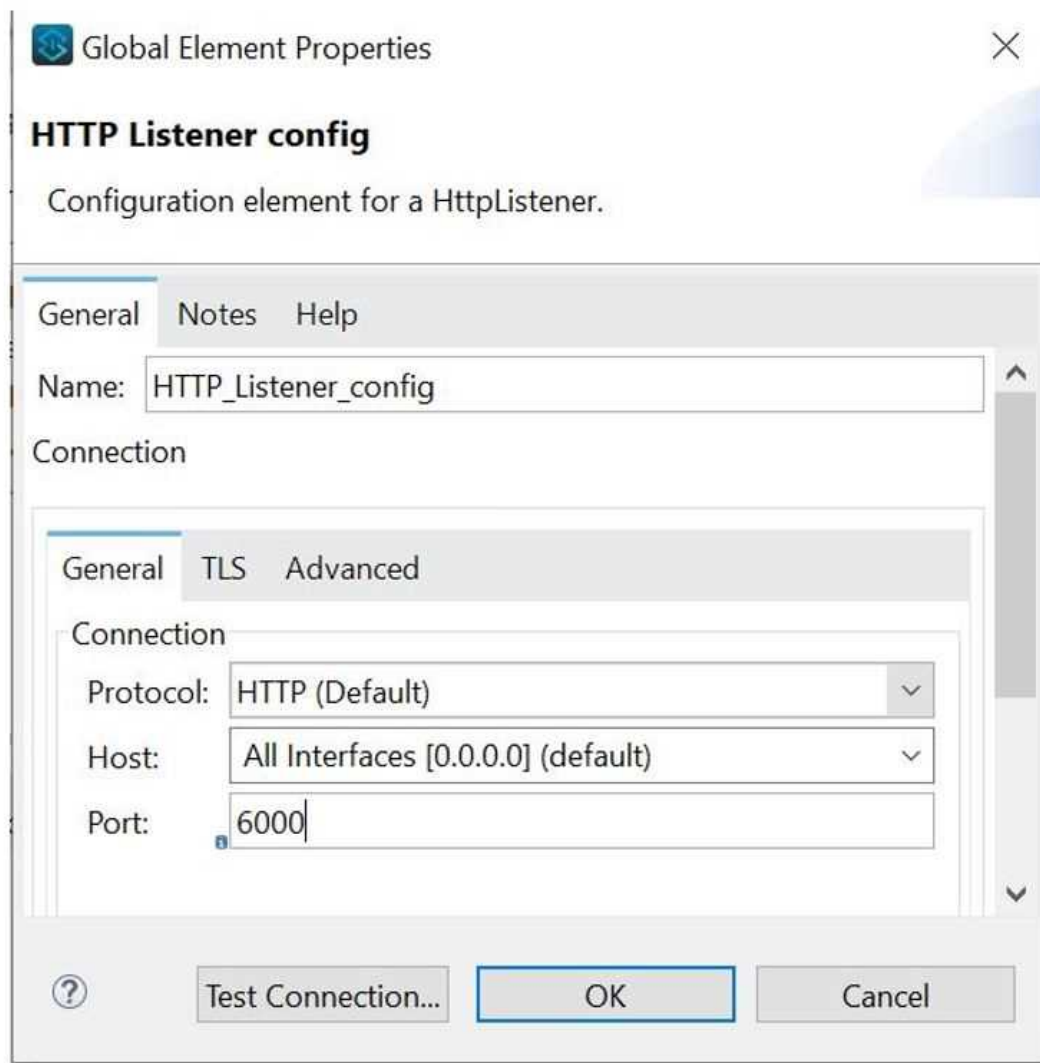 Global Element Properties
HTTP Listener config
Configuration element for a HttpListener.
General Notes Help
Name: HTTP_Listener_config
Connection
General TLS Advanced
Connection
Protocol: HTTP (Default)
Host: All Interfaces [0.0.0.0] (default)
Port: 6000
Test Connection... OK Cancel